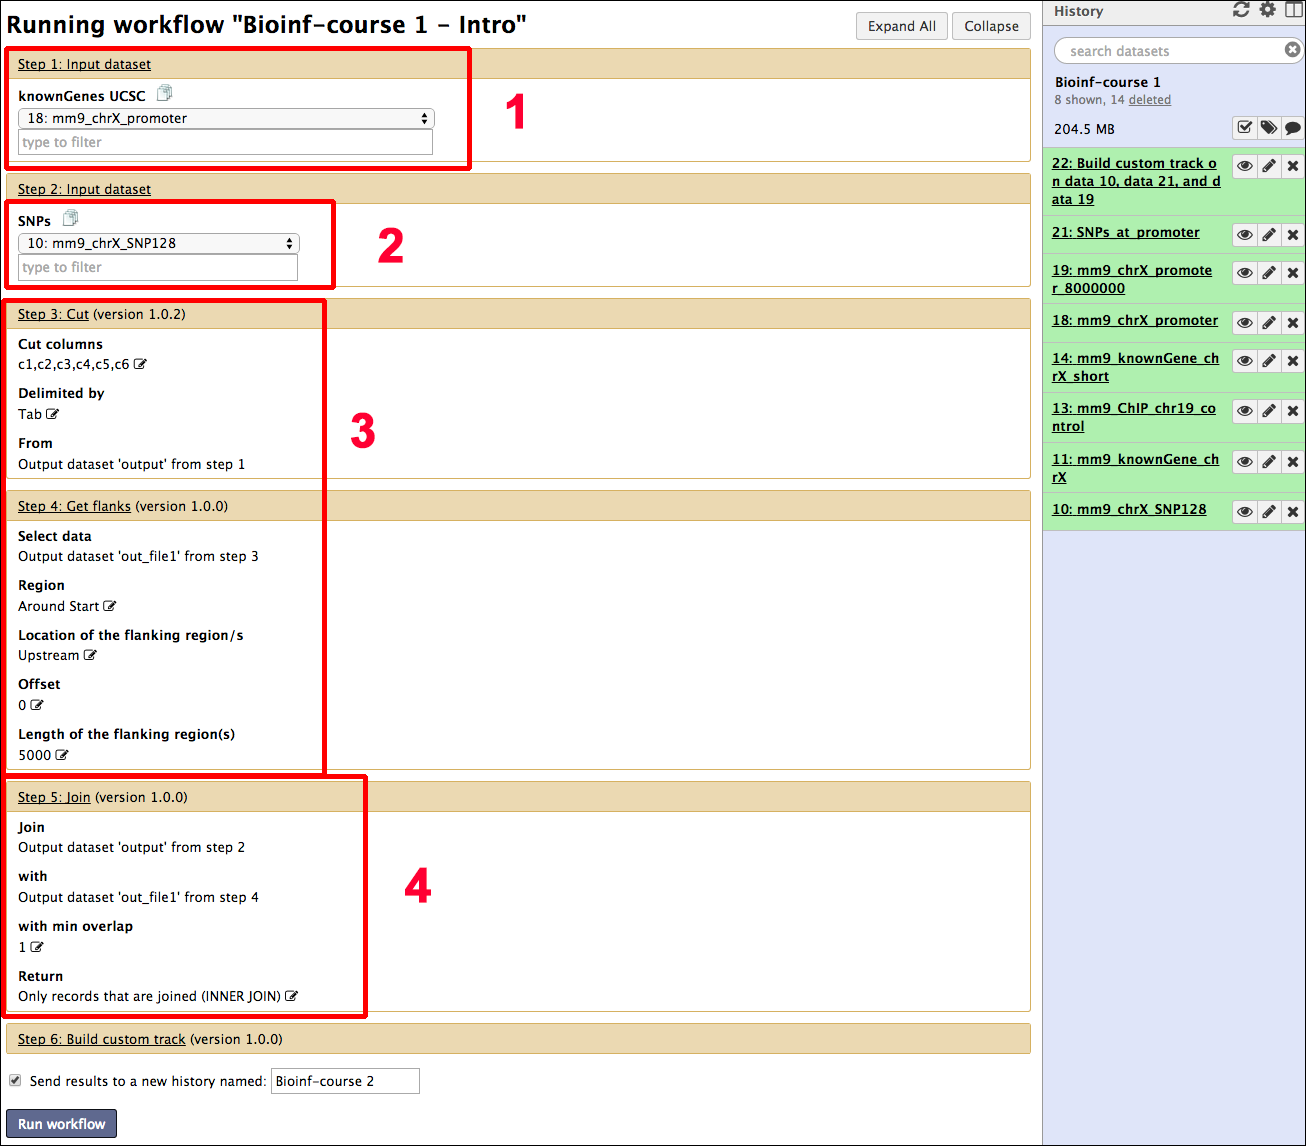 Running workflow "Bioinf-course 1 - Intro"
Expand All
Collapse
Step 1: Input dataset
knownGenes UCSC
18: mm9_chrX_promoter
type to filter
1
Step 2: Input dataset
SNPs
10: mm9_chrX_SNP128
type to filter
2
Step 3: Cut (version 1.0.2)
Cut columns
c1,c2,c3,c4,c5,c6
Delimited by
Tab
From
Output dataset 'output' from step 1
3
Step 4: Get flanks (version 1.0.0)
Select data
Output dataset 'out_file1' from step 3
Region
Around Start
Location of the flanking region/s
Upstream
Offset
0
Length of the flanking region(s)
5000
Step 5: Join (version 1.0.0)
Join
Output dataset 'output' from step 2
with
Output dataset 'out_file1' from step 4
with min overlap
1
Return
Only records that are joined (INNER JOIN)
4
Step 6: Build custom track (version 1.0.0)
Send results to a new history named: Bioinf-course 2
Run workflow
History
search datasets
Bioinf-course 1
8 shown, 14 deleted
204.5 MB
22: Build custom track o
n data 10, data 21, and d
ata 19
21: SNPs_at_promoter
19: mm9_chrX_promote
r_8000000
18: mm9_chrX_promoter
14: mm9_knownGene_ch
rX_short
13: mm9_ChIP_chr19_co
ntrol
11: mm9_knownGene_ch
rX
10: mm9_chrX_SNP128